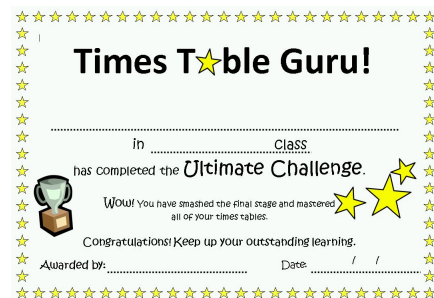 Times T★ble Guru!
in class
has completed the Ultimate Challenge.
Wow! You have smashed the final stage and mastered
all of your times tables.
Congratulations! Keep up your outstanding learning.
Awarded by: Date: / /